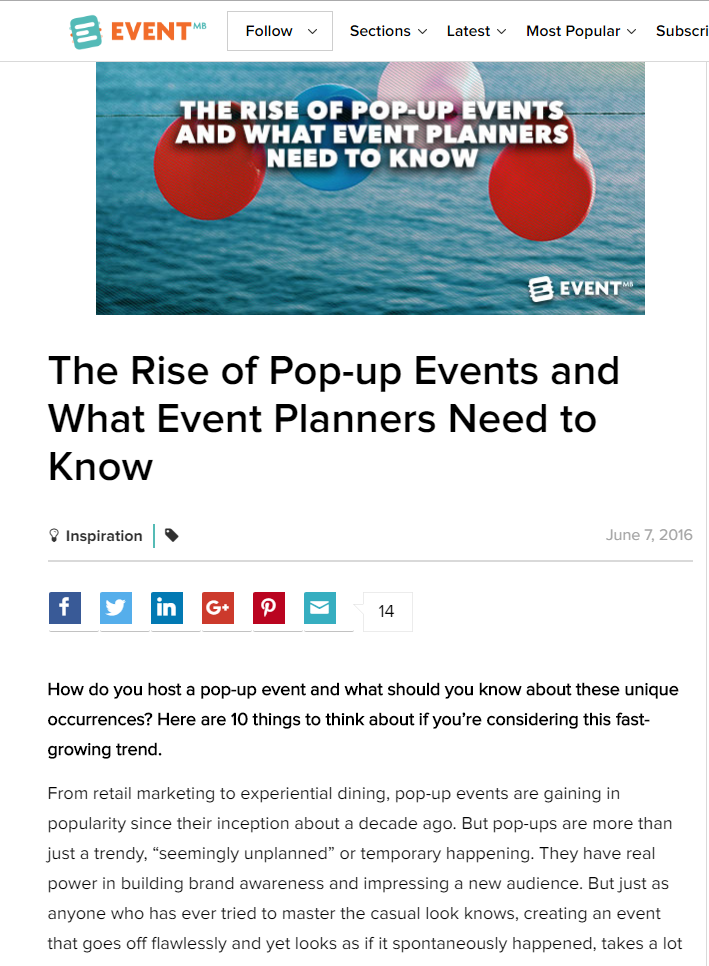 EVENTMB Follow Sections Latest Most Popular Subscri
THE RISE OF POP-UP EVENTS
AND WHAT EVENT PLANNERS
NEED TO KNOW
EVENTMB
The Rise of Pop-up Events and
What Event Planners Need to
Know
Inspiration June 7, 2016
f in G+ 14
How do you host a pop-up event and what should you know about these unique
occurrences? Here are 10 things to think about if you’re considering this fast-
growing trend.
From retail marketing to experiential dining, pop-up events are gaining in
popularity since their inception about a decade ago. But pop-ups are more than
just a trendy, “seemingly unplanned” or temporary happening. They have real
power in building brand awareness and impressing a new audience. But just as
anyone who has ever tried to master the casual look knows, creating an event
that goes off flawlessly and yet looks as if it spontaneously happened, takes a lot